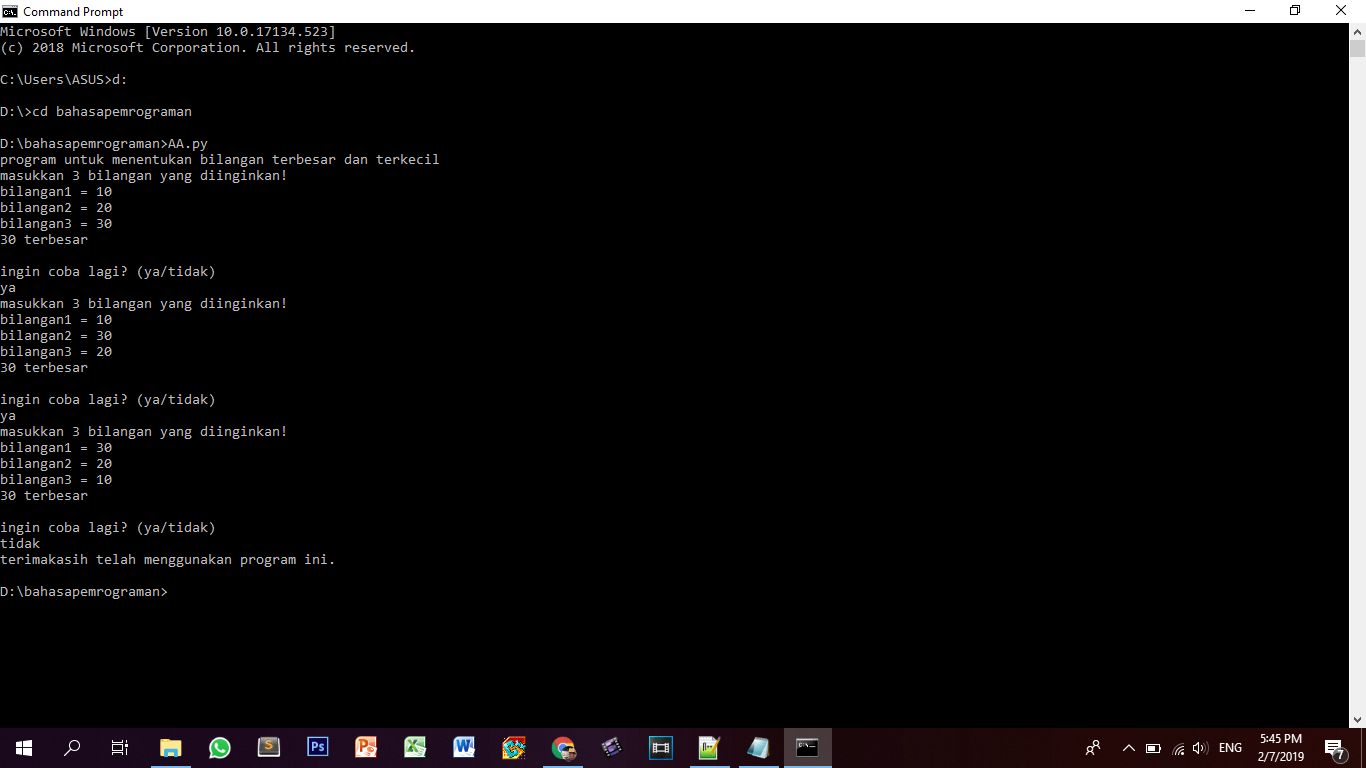 Command Prompt
Microsoft Windows [Version 10.0.17134.523]
(c) 2018 Microsoft Corporation. All rights reserved.
C:\Users\ASUS>d:
D:\>cd bahasapemrograman
D:\bahasapemrograman>AA.py
program untuk menentukan bilangan terbesar dan terkecil
masukkan 3 bilangan yang diinginkan!
bilangan1 = 10
bilangan2 = 20
bilangan3 = 30
30 terbesar
ingin coba lagi? (ya/tidak)
ya
masukkan 3 bilangan yang diinginkan!
bilangan1 = 10
bilangan2 = 30
bilangan3 = 20
30 terbesar
ingin coba lagi? (ya/tidak)
ya
masukkan 3 bilangan yang diinginkan!
bilangan1 = 30
bilangan2 = 20
bilangan3 = 10
30 terbesar
ingin coba lagi? (ya/tidak)
tidak
terimakasih telah menggunakan program ini.
D:\bahasapemrograman>
ENG
5:45 PM
2/7/2019
7